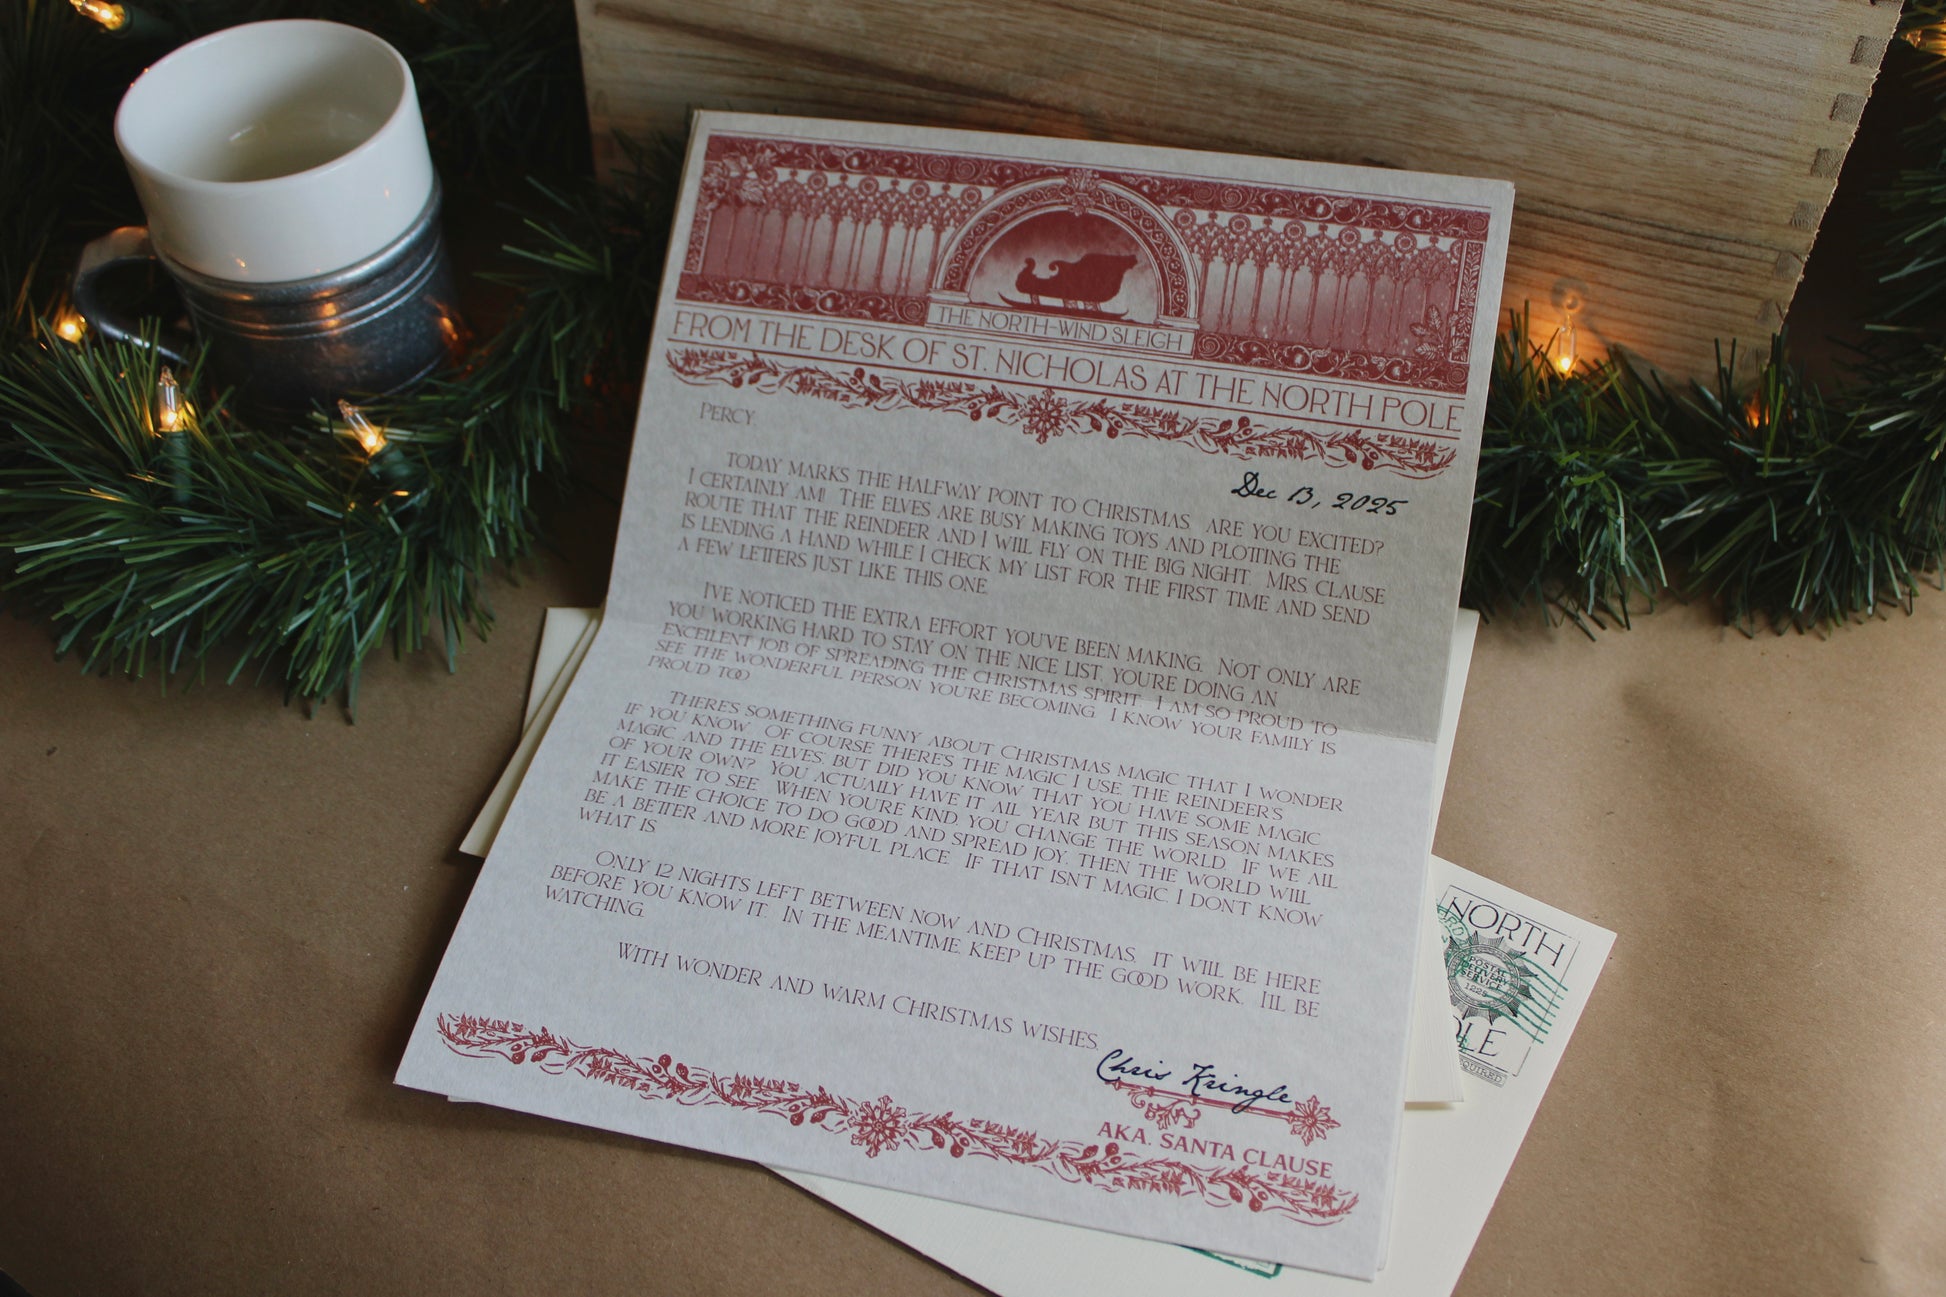 THE NORTH-WIND SLEIGH
FROM THE DESK OF ST. NICHOLAS AT THE NORTH POLE
PERCY,
Dec 13, 2025
TODAY MARKS THE HALFWAY POINT TO CHRISTMAS. ARE YOU EXCITED?
I CERTAINLY AM! THE ELVES ARE BUSY MAKING TOYS AND PLOTTING THE
ROUTE THAT THE REINDEER AND I WILL FLY ON THE BIG NIGHT. MRS CLAUSE
IS LENDING A HAND WHILE I CHECK MY LIST FOR THE FIRST TIME AND SEND
A FEW LETTERS JUST LIKE THIS ONE.
I'VE NOTICED THE EXTRA EFFORT YOU'VE BEEN MAKING. NOT ONLY ARE
YOU WORKING HARD TO STAY ON THE NICE LIST, YOU'RE DOING AN
EXCELLENT JOB OF SPREADING THE CHRISTMAS SPIRIT. I AM SO PROUD TO
SEE THE WONDERFUL PERSON YOU'RE BECOMING. I KNOW YOUR FAMILY IS
PROUD TOO.
THERE'S SOMETHING FUNNY ABOUT CHRISTMAS MAGIC THAT I WONDER
IF YOU KNOW. OF COURSE THERE'S THE MAGIC I USE, THE REINDEER'S
MAGIC AND THE ELVES', BUT DID YOU KNOW THAT YOU HAVE SOME MAGIC
OF YOUR OWN? YOU ACTUALLY HAVE IT ALL YEAR BUT THIS SEASON MAKES
IT EASIER TO SEE. WHEN YOU'RE KIND, YOU CHANGE THE WORLD. IF WE ALL
MAKE THE CHOICE TO DO GOOD AND SPREAD JOY, THEN THE WORLD WILL
BE A BETTER AND MORE JOYFUL PLACE. IF THAT ISN'T MAGIC, I DON'T KNOW
WHAT IS.
ONLY 12 NIGHTS LEFT BETWEEN NOW AND CHRISTMAS. IT WILL BE HERE
BEFORE YOU KNOW IT. IN THE MEANTIME, KEEP UP THE GOOD WORK. I'LL BE
WATCHING.
WITH WONDER AND WARM CHRISTMAS WISHES,
Chris Kringle
AKA. SANTA CLAUSE
NORTH
POSTAL
DELIVERY
SERVICE
1225